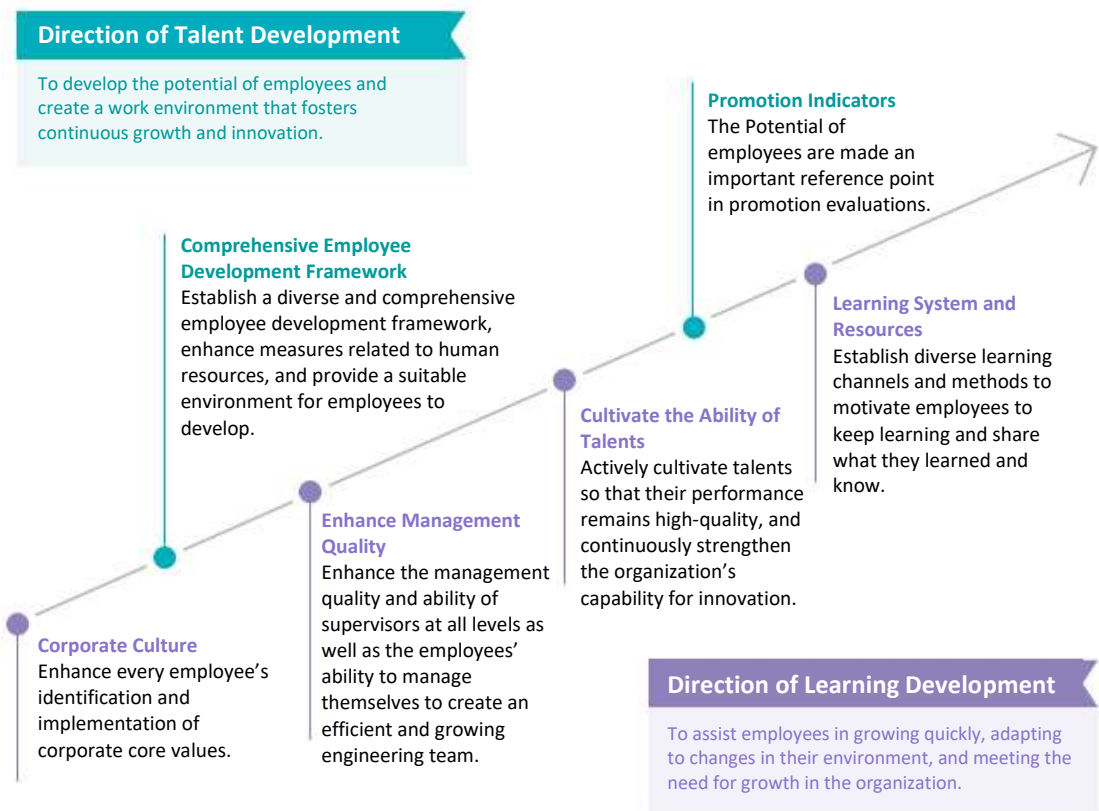 Direction of Talent Development
To develop the potential of employees and
create a work environment that fosters
continuous growth and innovation.
Promotion Indicators
The Potential of
employees are made an
important reference point
in promotion evaluations.
Comprehensive Employee
Development Framework
Establish a diverse and comprehensive
employee development framework,
enhance measures related to human
resources, and provide a suitable
environment for employees to
develop.
Learning System and
Resources
Establish diverse learning
channels and methods to
motivate employees to
keep learning and share
what they learned and
know.
Cultivate the Ability of
Talents
Actively cultivate talents
so that their performance
remains high-quality, and
continuously strengthen
the organization’s
capability for innovation.
Enhance Management
Quality
Enhance the management
quality and ability of
supervisors at all levels as
well as the employees’
ability to manage
themselves to create an
efficient and growing
engineering team.
Corporate Culture
Enhance every employee’s
identification and
implementation of
corporate core values.
Direction of Learning Development
To assist employees in growing quickly, adapting
to changes in their environment, and meeting the
need for growth in the organization.